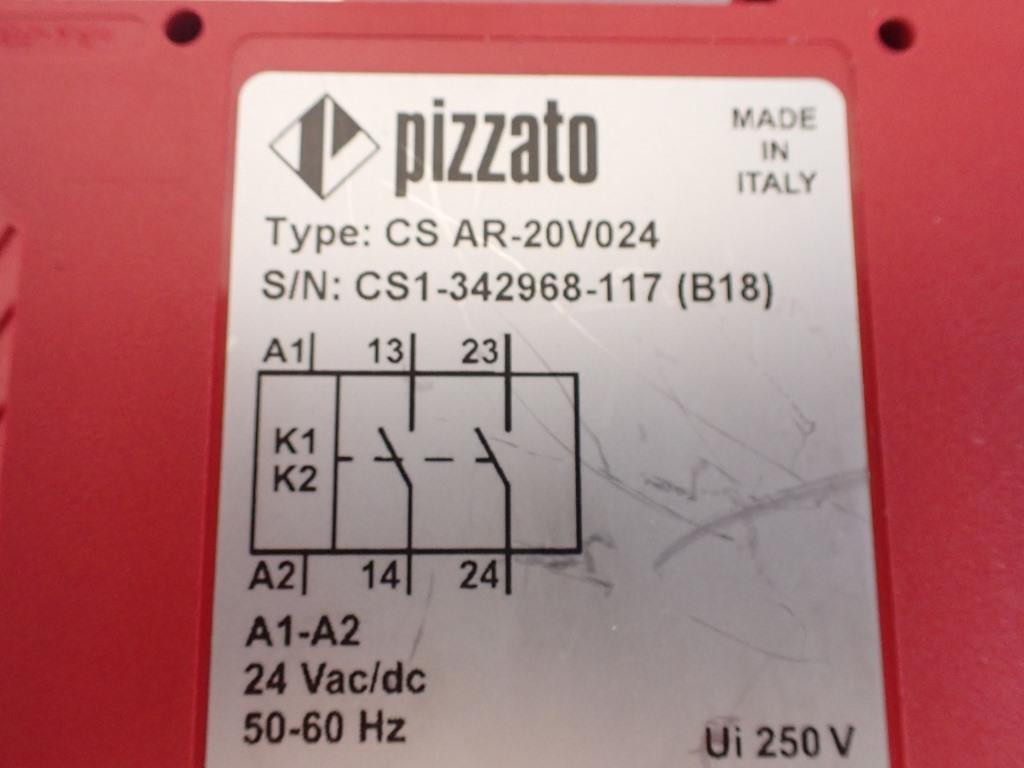 pizzato
MADE
IN
ITALY
Type: CS AR-20V024
S/N: CS1-342968-117 (B18)
A1 13 23
K1
K2
A2 14 24
A1-A2
24 Vac/dc
50-60 Hz
Ui 250 V